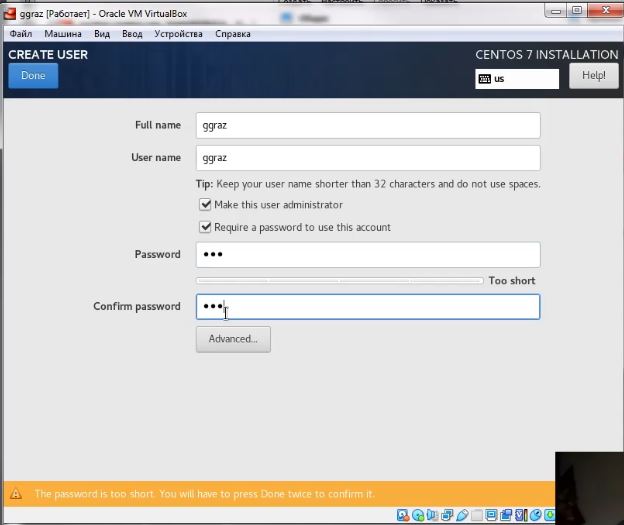 ggraz [Работает] - Oracle VM VirtualBox
Файл Машина Вид Ввод Устройства Справка
CREATE USER
CENTOS 7 INSTALLATION
Done
us
Help!
Full name
ggraz
User name
ggraz
Tip: Keep your user name shorter than 32 characters and do not use spaces.
Make this user administrator
Require a password to use this account
Password
•••
Too short
Confirm password
•••
Advanced...
The password is too short. You will have to press Done twice to confirm it.